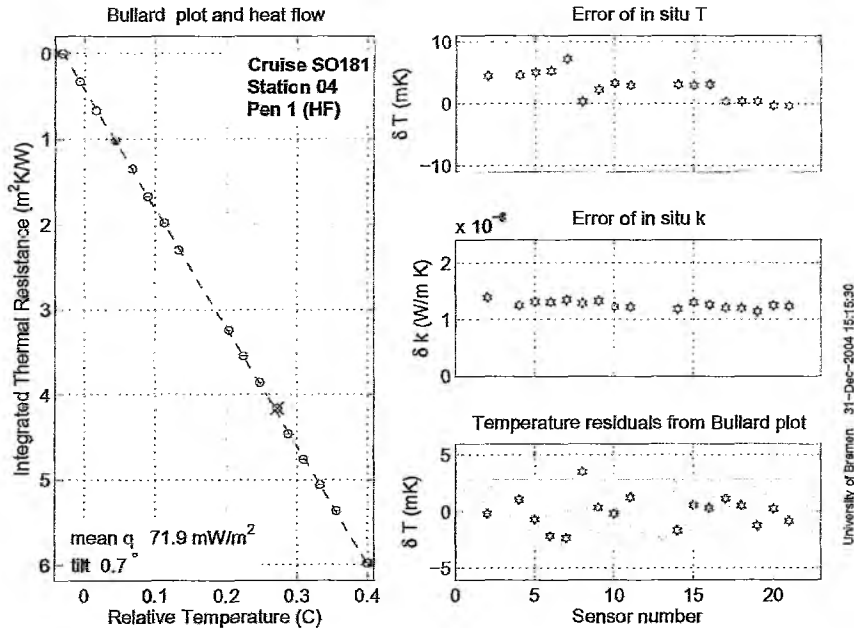 Bullard plot and heat flow
Cruise SO181
Station 04
Pen 1 (HF)
Integrated Thermal Resistance (m²K/W)
0
1
2
3
4
5
6
mean q 71.9 mW/m²
tilt 0.7°
0 0.1 0.2 0.3 0.4
Relative Temperature (C)
Error of in situ T
δ T (mK)
10
0
−10
Error of in situ k
δ k (W/m K)
2
1
0
Temperature residuals from Bullard plot
δ T (mK)
5
0
−5
0 5 10 15 20
Sensor number
University of Bremen 31−Dec−2004 15:15:30